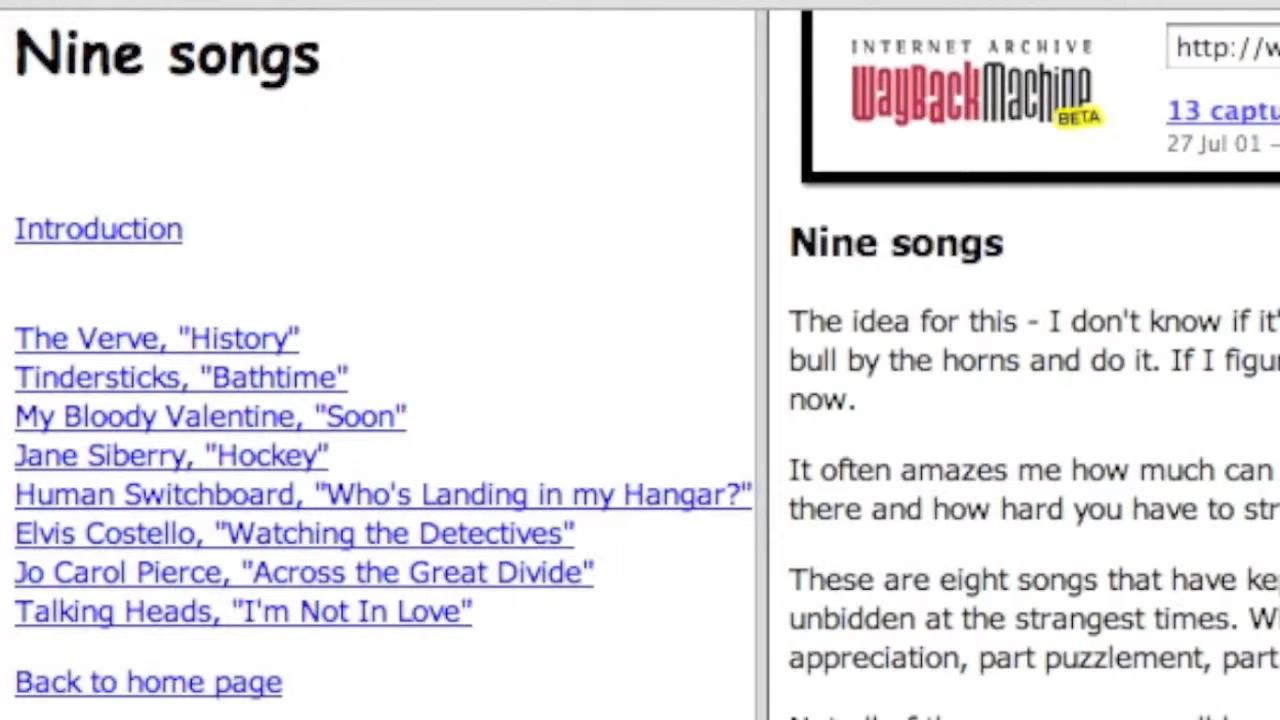 Nine songs
Introduction
The Verve, "History"
Tindersticks, "Bathtime"
My Bloody Valentine, "Soon"
Jane Siberry, "Hockey"
Human Switchboard, "Who's Landing in my Hangar?"
Elvis Costello, "Watching the Detectives"
Jo Carol Pierce, "Across the Great Divide"
Talking Heads, "I'm Not In Love"
Back to home page
INTERNET ARCHIVE
WayBackMachine
BETA
http://w
13 captu
27 Jul 01 –
Nine songs
The idea for this - I don't know if it'
bull by the horns and do it. If I figu
now.
It often amazes me how much can
there and how hard you have to str
These are eight songs that have ke
unbidden at the strangest times. W
appreciation, part puzzlement, part